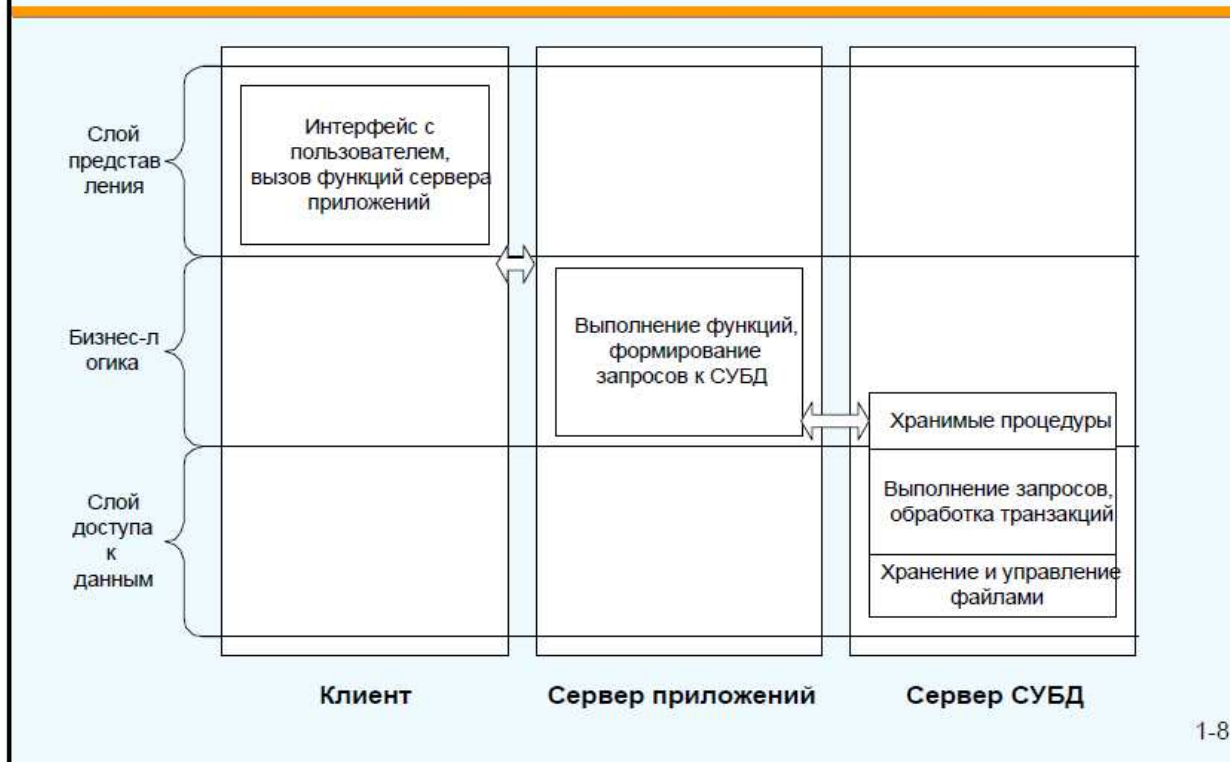 Слой
представ
ления
Интерфейс с
пользователем,
вызов функций сервера
приложений
Бизнес-л
огика
Выполнение функций,
формирование
запросов к СУБД
Хранимые процедуры
Слой
доступа
к
данным
Выполнение запросов,
обработка транзакций
Хранение и управление
файлами
Клиент
Сервер приложений
Сервер СУБД
1-8